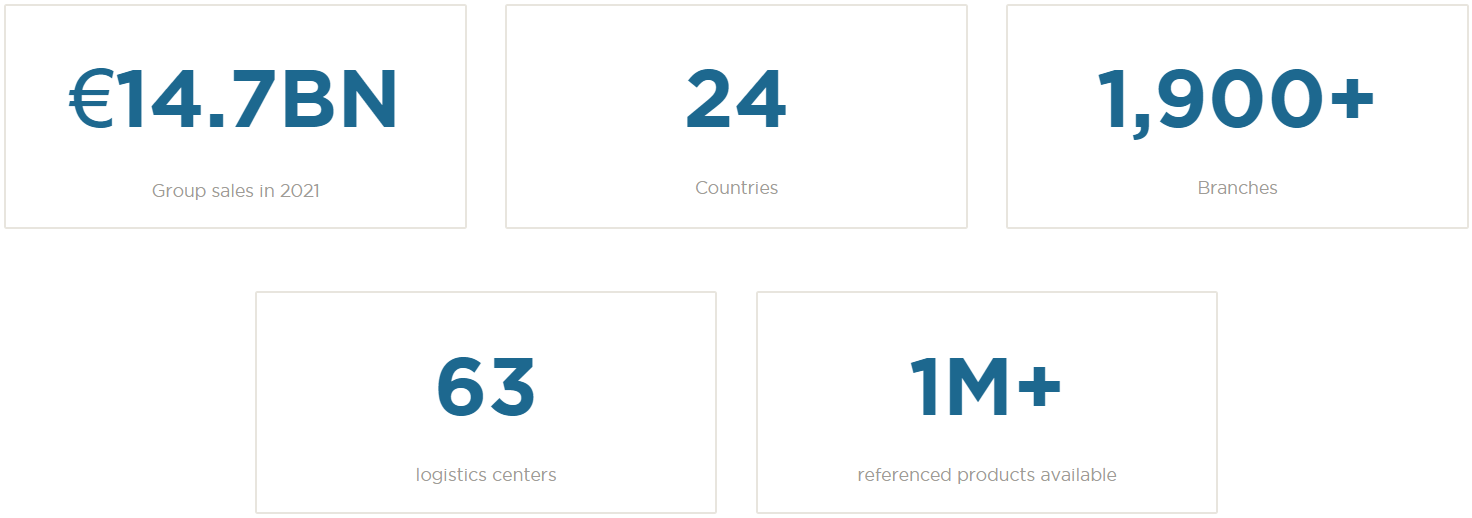 €14.7BN
Group sales in 2021
24
Countries
1,900+
Branches
63
logistics centers
1M+
referenced products available